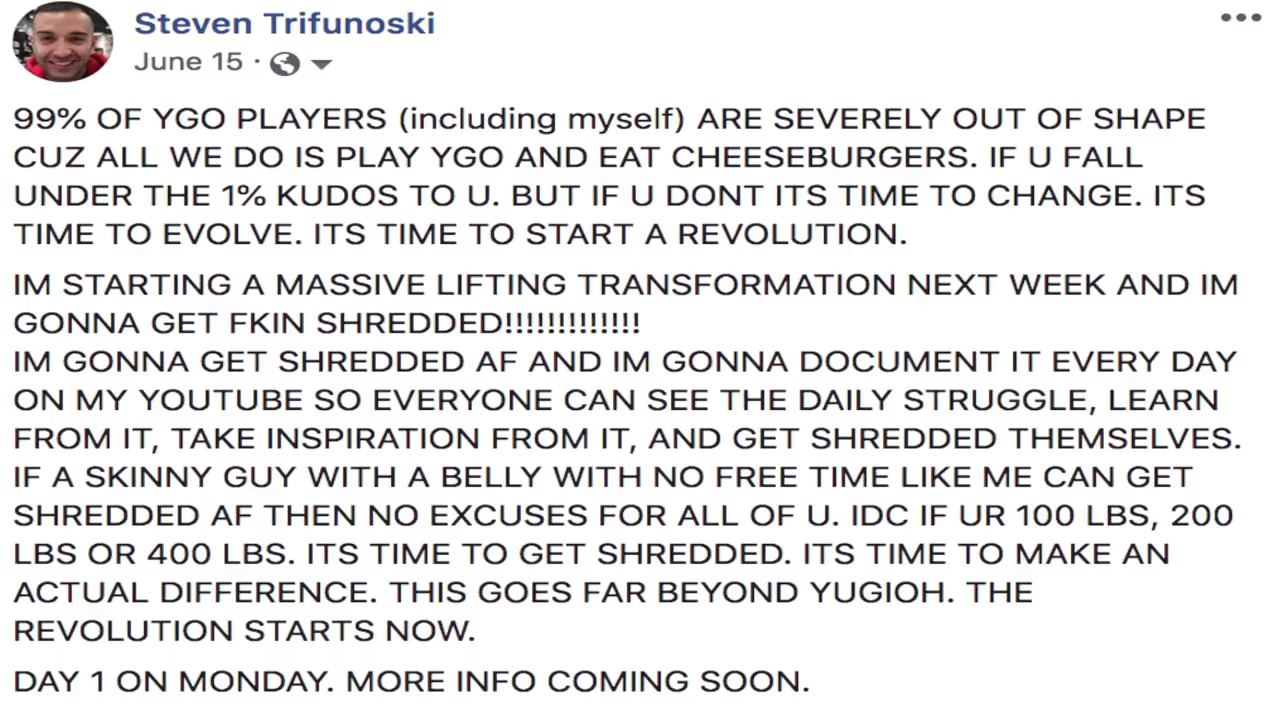 Steven Trifunoski
June 15 ·
99% OF YGO PLAYERS (including myself) ARE SEVERELY OUT OF SHAPE
CUZ ALL WE DO IS PLAY YGO AND EAT CHEESEBURGERS. IF U FALL
UNDER THE 1% KUDOS TO U. BUT IF U DONT ITS TIME TO CHANGE. ITS
TIME TO EVOLVE. ITS TIME TO START A REVOLUTION.
IM STARTING A MASSIVE LIFTING TRANSFORMATION NEXT WEEK AND IM
GONNA GET FKIN SHREDDED!!!!!!!!!!!!!
IM GONNA GET SHREDDED AF AND IM GONNA DOCUMENT IT EVERY DAY
ON MY YOUTUBE SO EVERYONE CAN SEE THE DAILY STRUGGLE, LEARN
FROM IT, TAKE INSPIRATION FROM IT, AND GET SHREDDED THEMSELVES.
IF A SKINNY GUY WITH A BELLY WITH NO FREE TIME LIKE ME CAN GET
SHREDDED AF THEN NO EXCUSES FOR ALL OF U. IDC IF UR 100 LBS, 200
LBS OR 400 LBS. ITS TIME TO GET SHREDDED. ITS TIME TO MAKE AN
ACTUAL DIFFERENCE. THIS GOES FAR BEYOND YUGIOH. THE
REVOLUTION STARTS NOW.
DAY 1 ON MONDAY. MORE INFO COMING SOON.